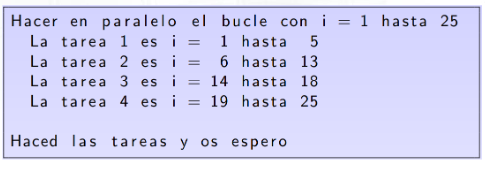 Hacer en paralelo el bucle con i = 1 hasta 25
La tarea 1 es i = 1 hasta 5
La tarea 2 es i = 6 hasta 13
La tarea 3 es i = 14 hasta 18
La tarea 4 es i = 19 hasta 25
Haced las tareas y os espero